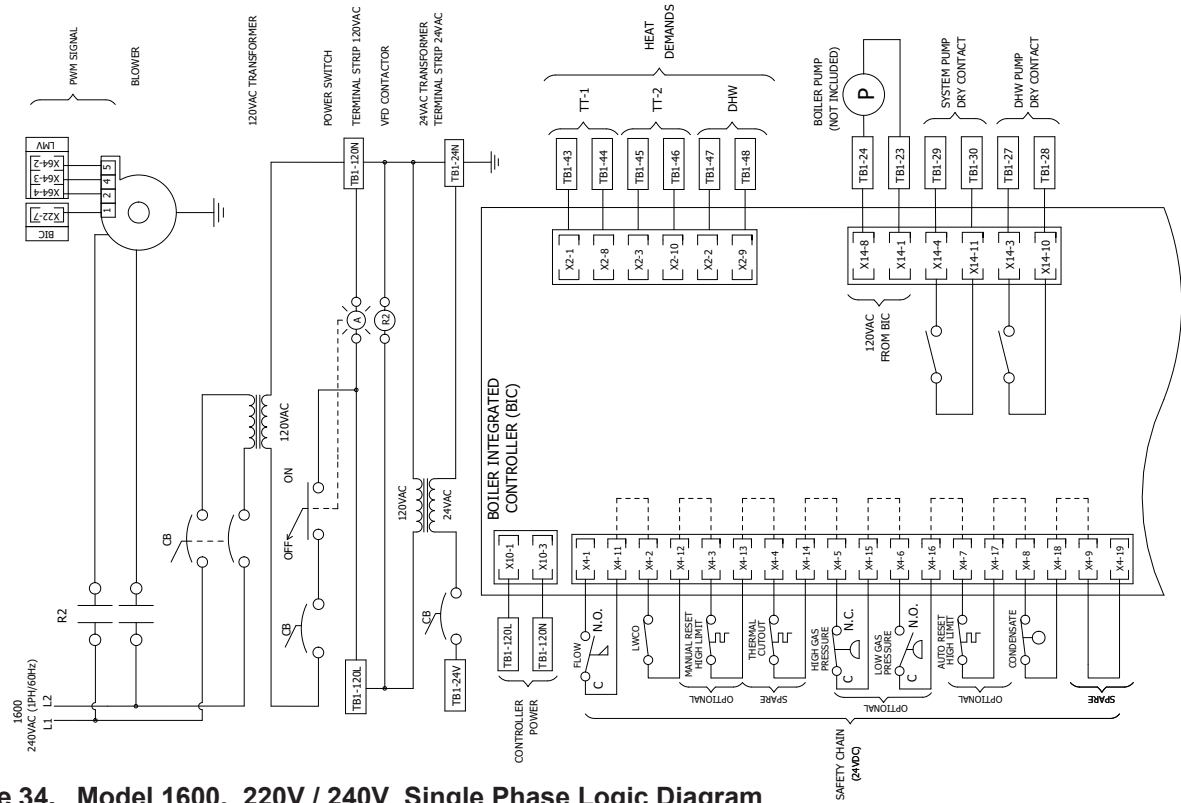 PWM SIGNAL
BLOWER
120VAC TRANSFORMER
POWER SWITCH
TERMINAL STRIP 120VAC
VFD CONTACTOR
24VAC TRANSFORMER
TERMINAL STRIP 24VAC
LMV
X64-2
X64-3
X64-4
X22-7
BIC
5
4
2
1
R2
1600
240VAC (1PH/60Hz)
L1
L2
CB
120VAC
ON
OFF
CB
TB1-120N
A
R2
TB1-120L
120VAC
24VAC
CB
TB1-24V
TB1-24N
HEAT
DEMANDS
TT-1
TT-2
DHW
TB1-43
TB1-44
TB1-45
TB1-46
TB1-47
TB1-48
X2-1
X2-8
X2-3
X2-10
X2-2
X2-9
BOILER PUMP
(NOT INCLUDED)
P
SYSTEM PUMP
DRY CONTACT
DHW PUMP
DRY CONTACT
TB1-24
TB1-23
TB1-29
TB1-30
TB1-27
TB1-28
X14-8
X14-1
X14-4
X14-11
X14-3
X14-10
120VAC
FROM BIC
BOILER INTEGRATED
CONTROLLER (BIC)
X10-1
X10-3
TB1-120L
TB1-120N
CONTROLLER
POWER
X4-1
X4-11
X4-2
X4-12
X4-3
X4-13
X4-4
X4-14
X4-5
X4-15
X4-6
X4-16
X4-7
X4-17
X4-8
X4-18
X4-9
X4-19
FLOW
N.O.
C
LWCO
MANUAL RESET
HIGH LIMIT
OPTIONAL
THERMAL
CUTOUT
SPARE
HIGH GAS
PRESSURE
N.C.
C
LOW GAS
PRESSURE
N.O.
C
OPTIONAL
AUTO RESET
HIGH LIMIT
OPTIONAL
CONDENSATE
SPARE
SAFETY CHAIN
(24VDC)
e 34. Model 1600, 220V / 240V Single Phase Logic Diagram